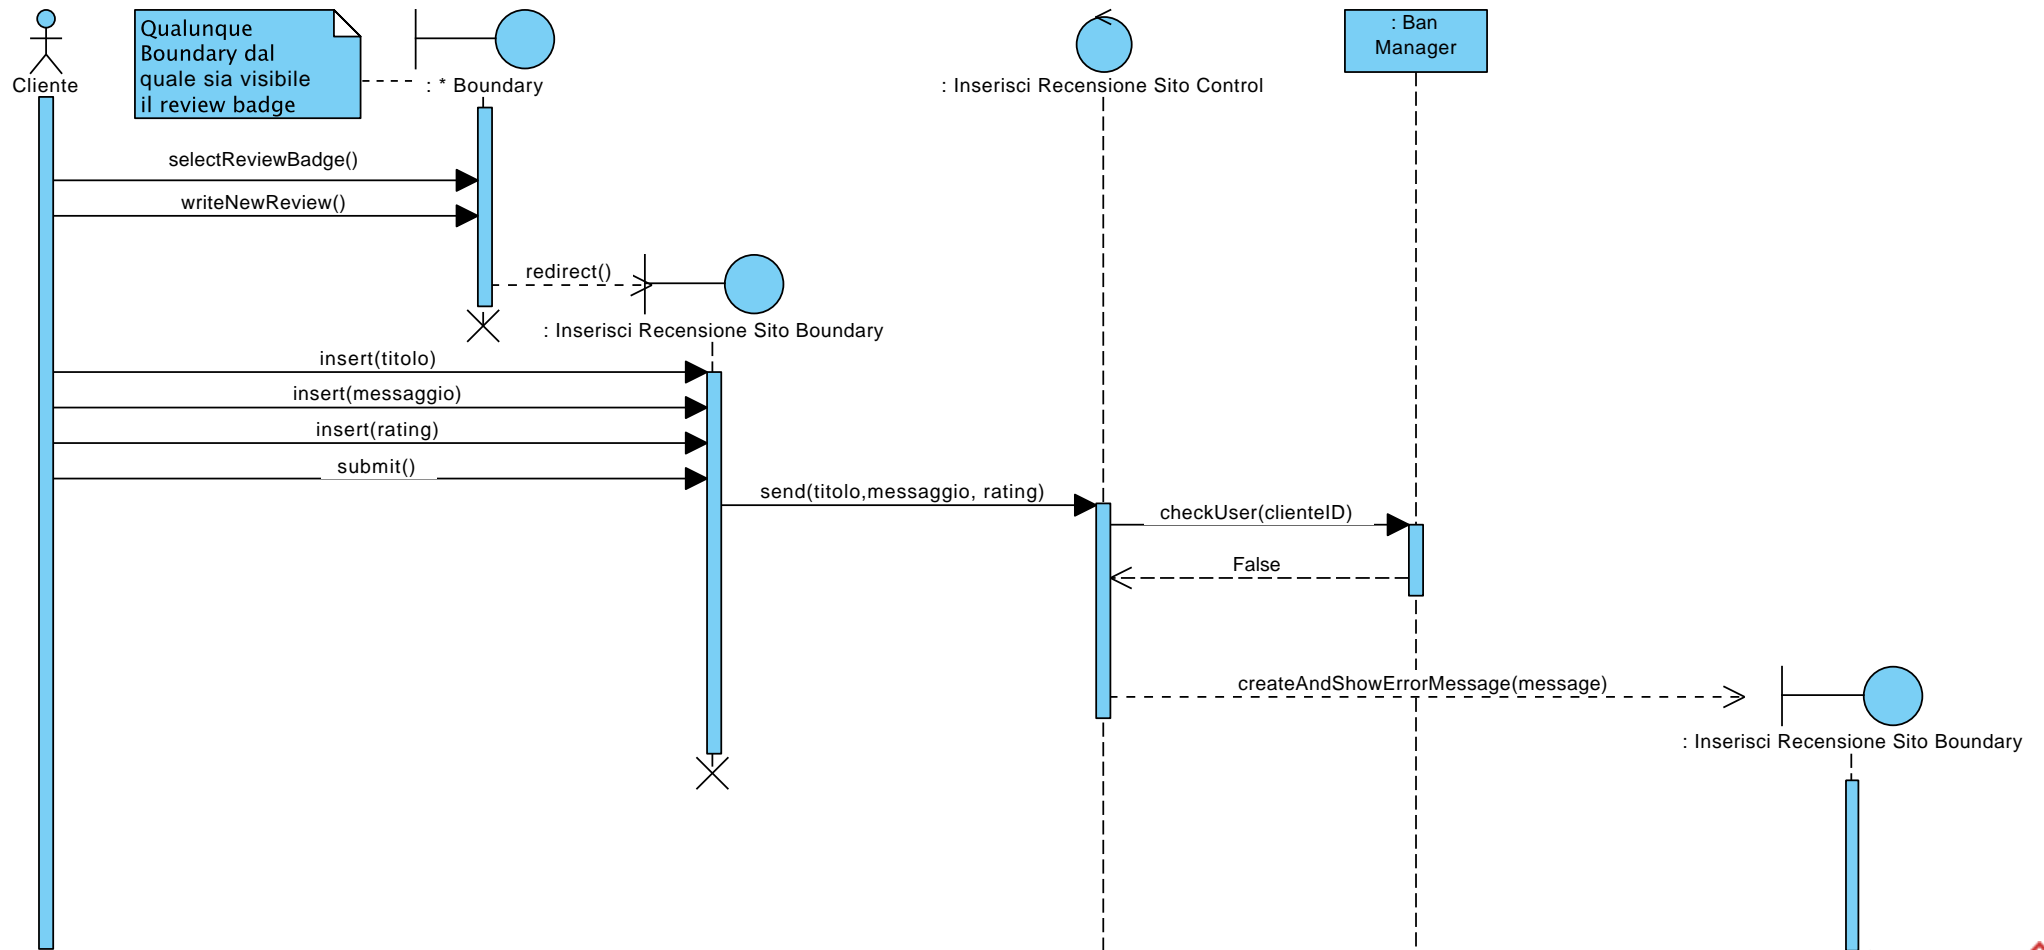 Qualunque
Boundary dal
quale sia visibile
il review badge
Cliente
: * Boundary
: Inserisci Recensione Sito Control
: Ban
Manager
selectReviewBadge()
writeNewReview()
redirect()
: Inserisci Recensione Sito Boundary
insert(titolo)
insert(messaggio)
insert(rating)
submit()
send(titolo,messaggio, rating)
checkUser(clienteID)
False
createAndShowErrorMessage(message)
: Inserisci Recensione Sito Boundary